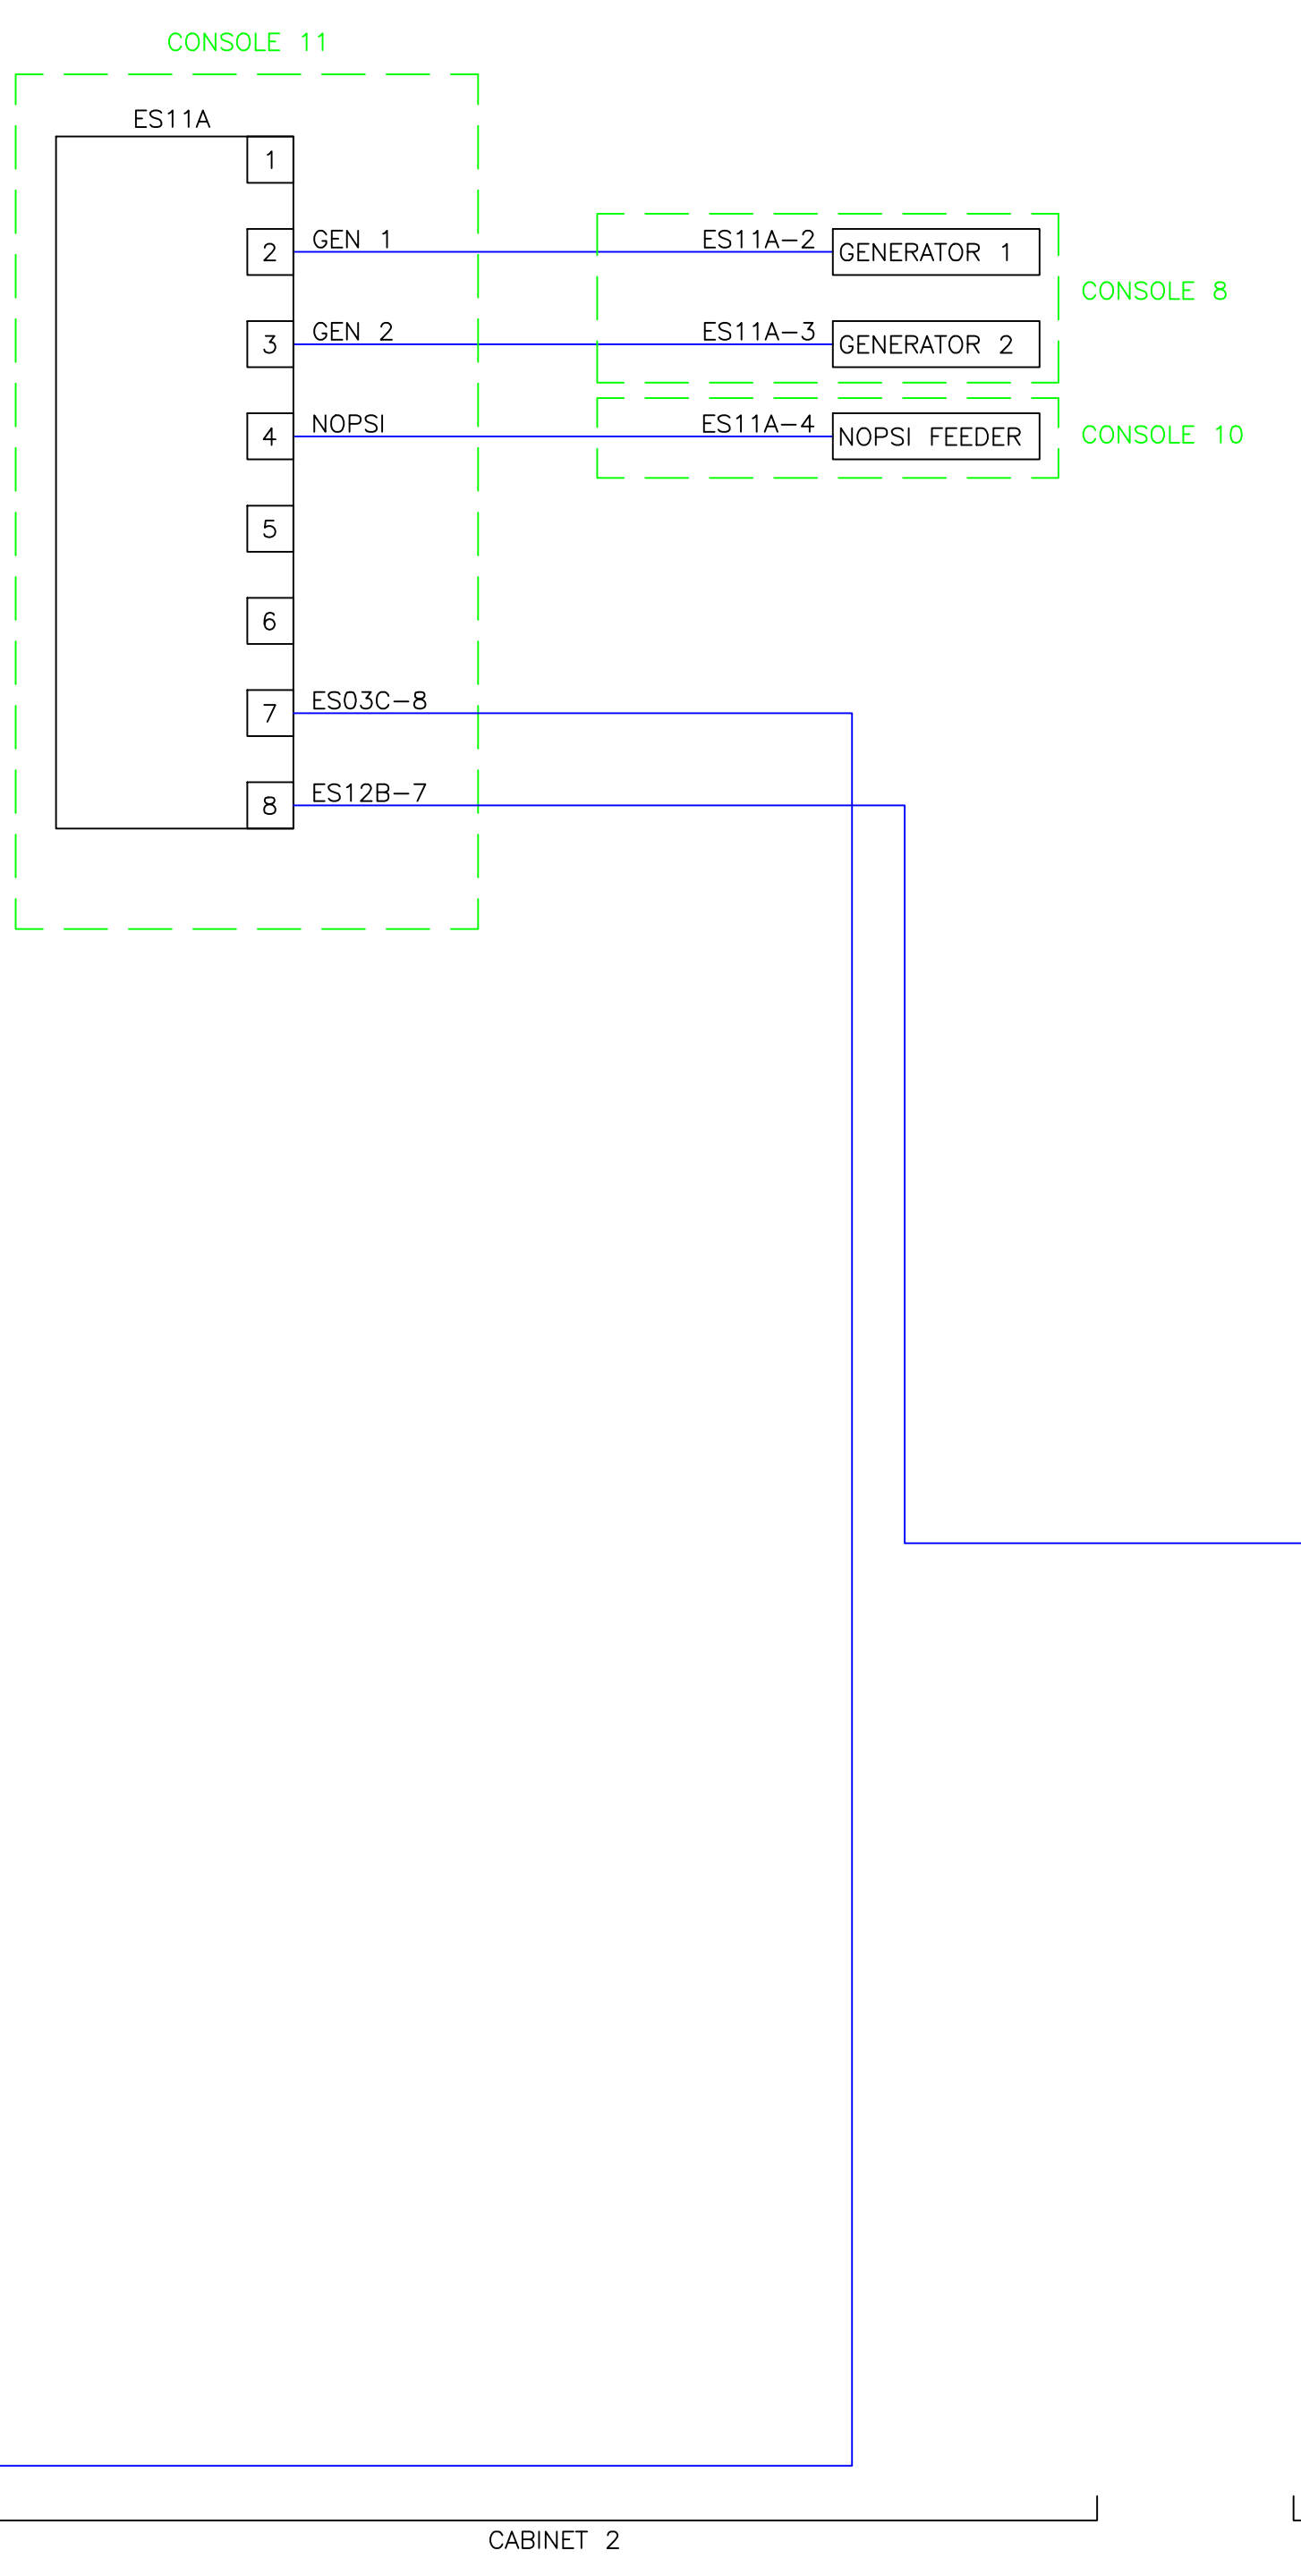 CONSOLE 11
ES11A
1
2 GEN 1 ES11A-2 GENERATOR 1
CONSOLE 8
3 GEN 2 ES11A-3 GENERATOR 2
4 NOPSI ES11A-4 NOPSI FEEDER CONSOLE 10
5
6
7 ES03C-8
8 ES12B-7
CABINET 2